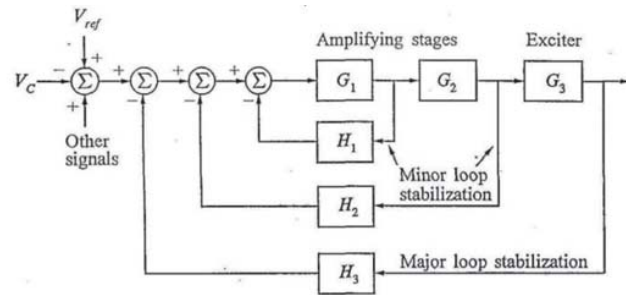 V_ref
Amplifying stages
Exciter
V_C
− + + + + + + − − −
Σ Σ Σ Σ
G_1
G_2
G_3
Other
signals
H_1
Minor loop
stabilization
H_2
Major loop stabilization
H_3